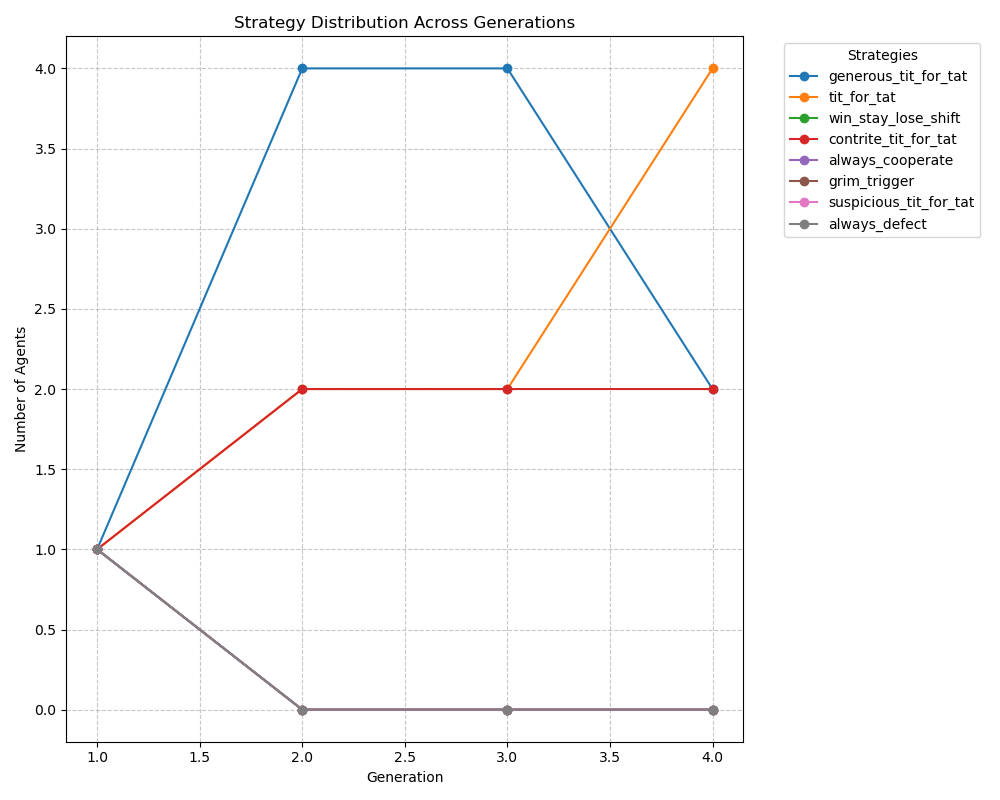 Strategy Distribution Across Generations
Strategies
generous_tit_for_tat
tit_for_tat
win_stay_lose_shift
contrite_tit_for_tat
always_cooperate
grim_trigger
suspicious_tit_for_tat
always_defect
Number of Agents
4.0
3.5
3.0
2.5
2.0
1.5
1.0
0.5
0.0
1.0 1.5 2.0 2.5 3.0 3.5 4.0
Generation